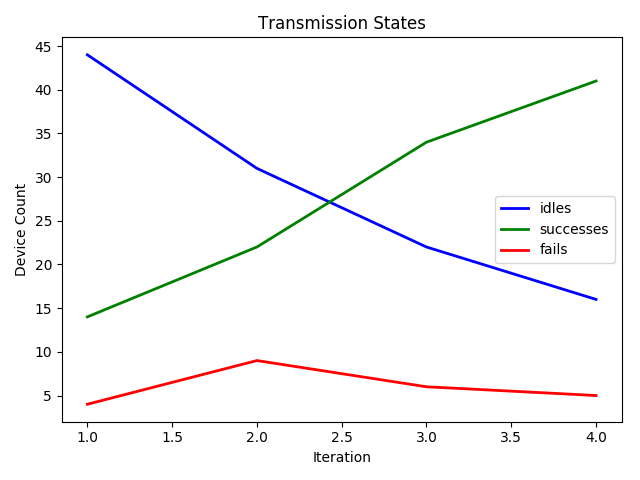 Transmission States
Device Count
45
40
35
30
25
20
15
10
5
idles
successes
fails
1.0 1.5 2.0 2.5 3.0 3.5 4.0
Iteration